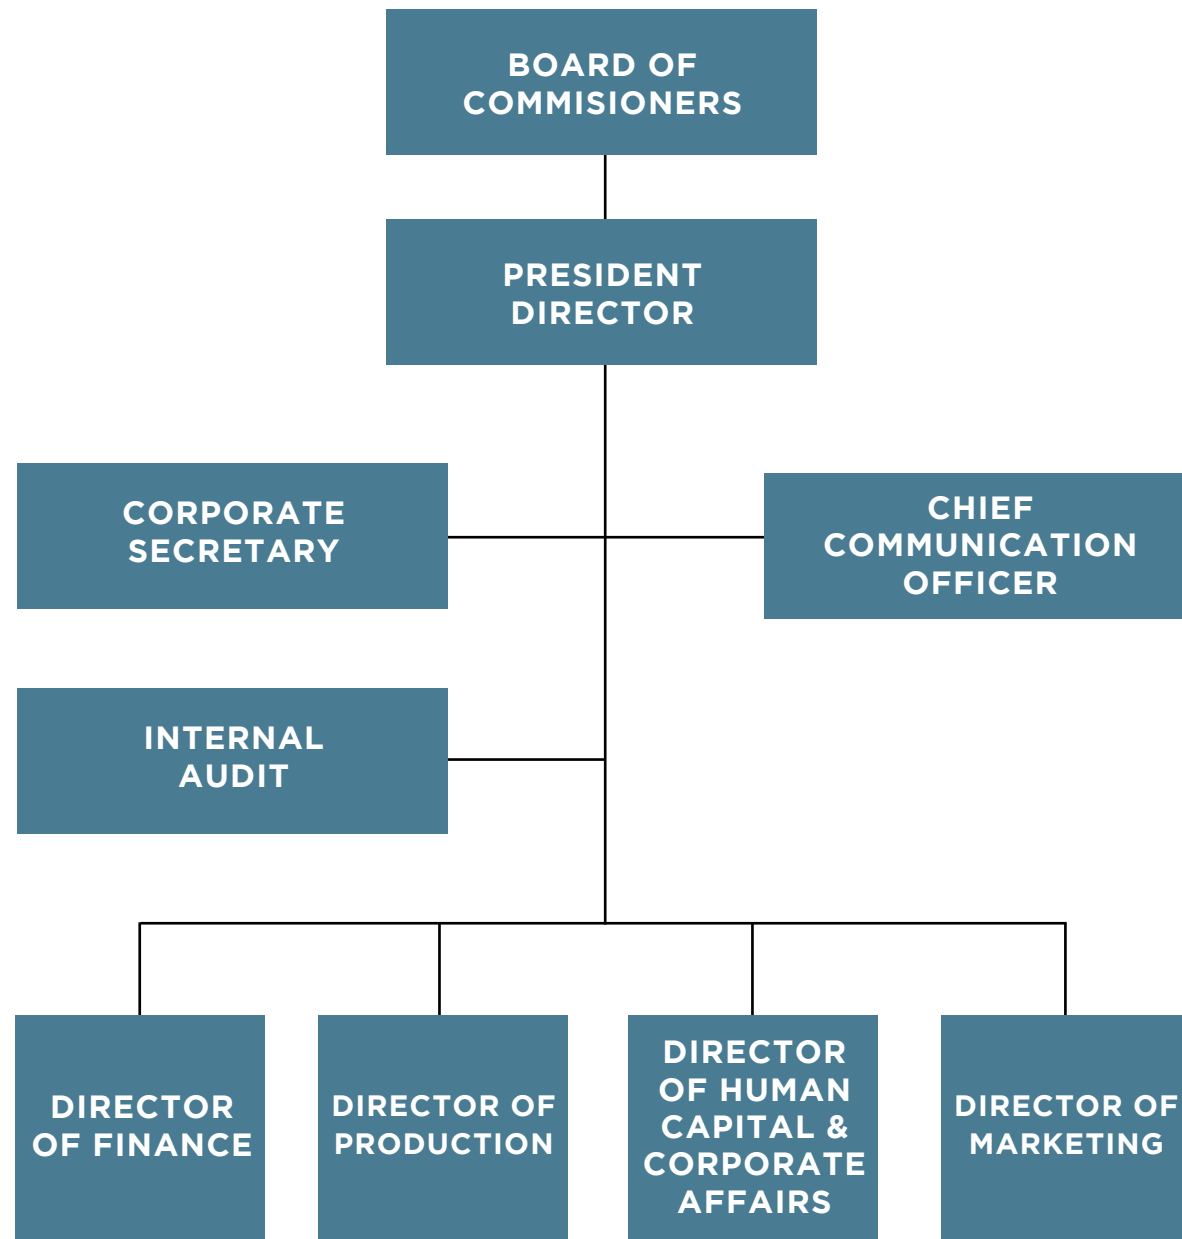 BOARD OF
COMMISIONERS
PRESIDENT
DIRECTOR
CORPORATE
SECRETARY
CHIEF
COMMUNICATION
OFFICER
INTERNAL
AUDIT
DIRECTOR
OF FINANCE
DIRECTOR OF
PRODUCTION
DIRECTOR
OF HUMAN
CAPITAL &
CORPORATE
AFFAIRS
DIRECTOR OF
MARKETING